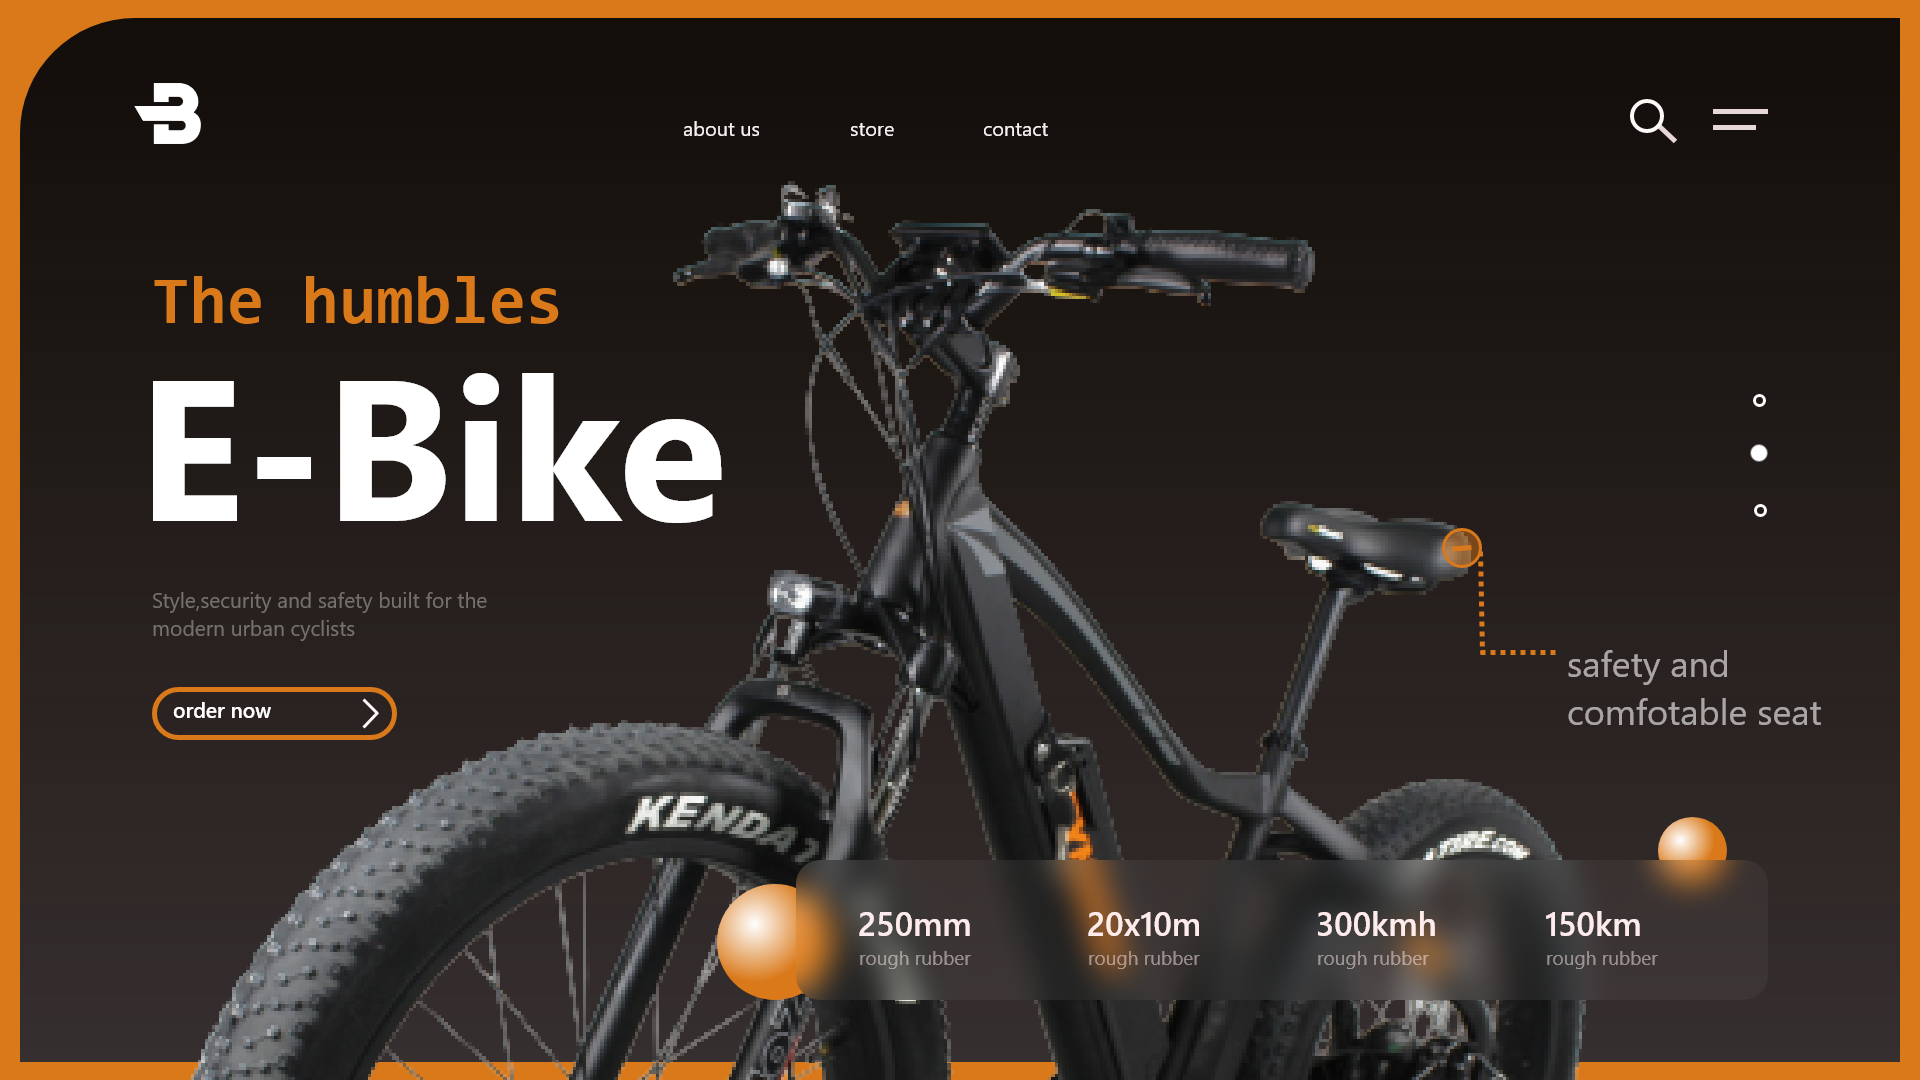 B
about us
store
contact
The humbles
E-Bike
Style,security and safety built for the
modern urban cyclists
order now
safety and
comfotable seat
KENDA
250mm
rough rubber
20x10m
rough rubber
300kmh
rough rubber
150km
rough rubber